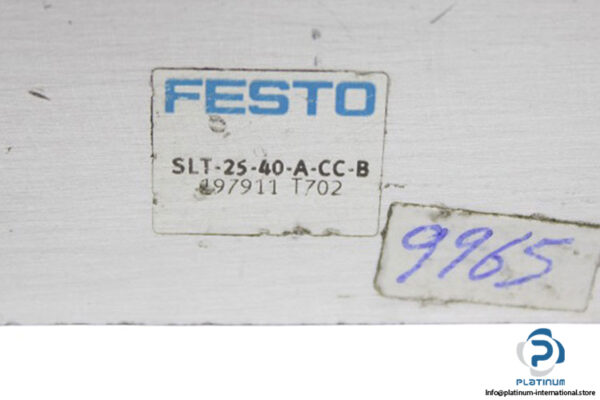 FESTO
SLT-25-40-A-CC-B
197911 T702
9965
PLATINUM
Info@platinum-international.store